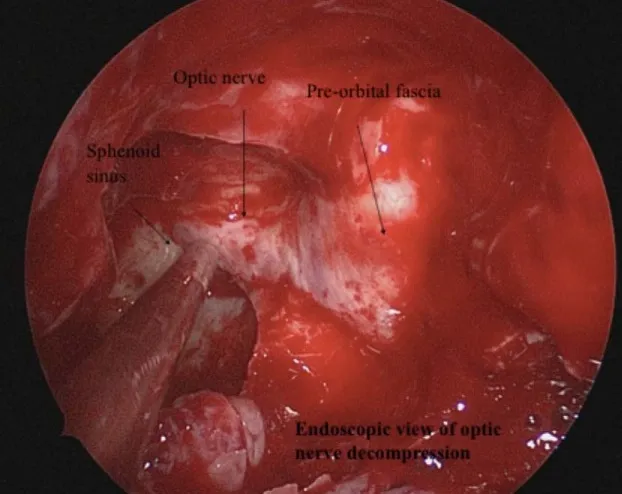 Optic nerve
Pre-orbital fascia
Sphenoid
sinus
Endoscopic view of optic
nerve decompression